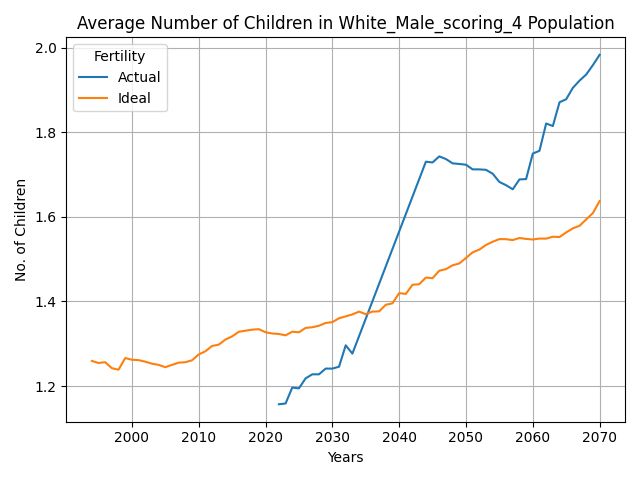 Average Number of Children in White_Male_scoring_4 Population
Fertility
Actual
Ideal
No. of Children
2.0
1.8
1.6
1.4
1.2
2000 2010 2020 2030 2040 2050 2060 2070
Years